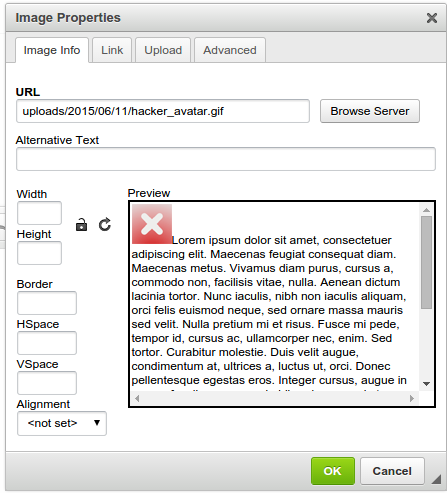 Image Properties
Image Info
Link
Upload
Advanced
URL
uploads/2015/06/11/hacker_avatar.gif
Browse Server
Alternative Text
Width
Height
Border
HSpace
VSpace
Alignment
<not set>
Preview
Lorem ipsum dolor sit amet, consectetuer
adipiscing elit. Maecenas feugiat consequat diam.
Maecenas metus. Vivamus diam purus, cursus a,
commodo non, facilisis vitae, nulla. Aenean dictum
lacinia tortor. Nunc iaculis, nibh non iaculis aliquam,
orci felis euismod neque, sed ornare massa mauris
sed velit. Nulla pretium mi et risus. Fusce mi pede,
tempor id, cursus ac, ullamcorper nec, enim. Sed
tortor. Curabitur molestie. Duis velit augue,
condimentum at, ultrices a, luctus ut, orci. Donec
pellentesque egestas eros. Integer cursus, augue in
OK
Cancel